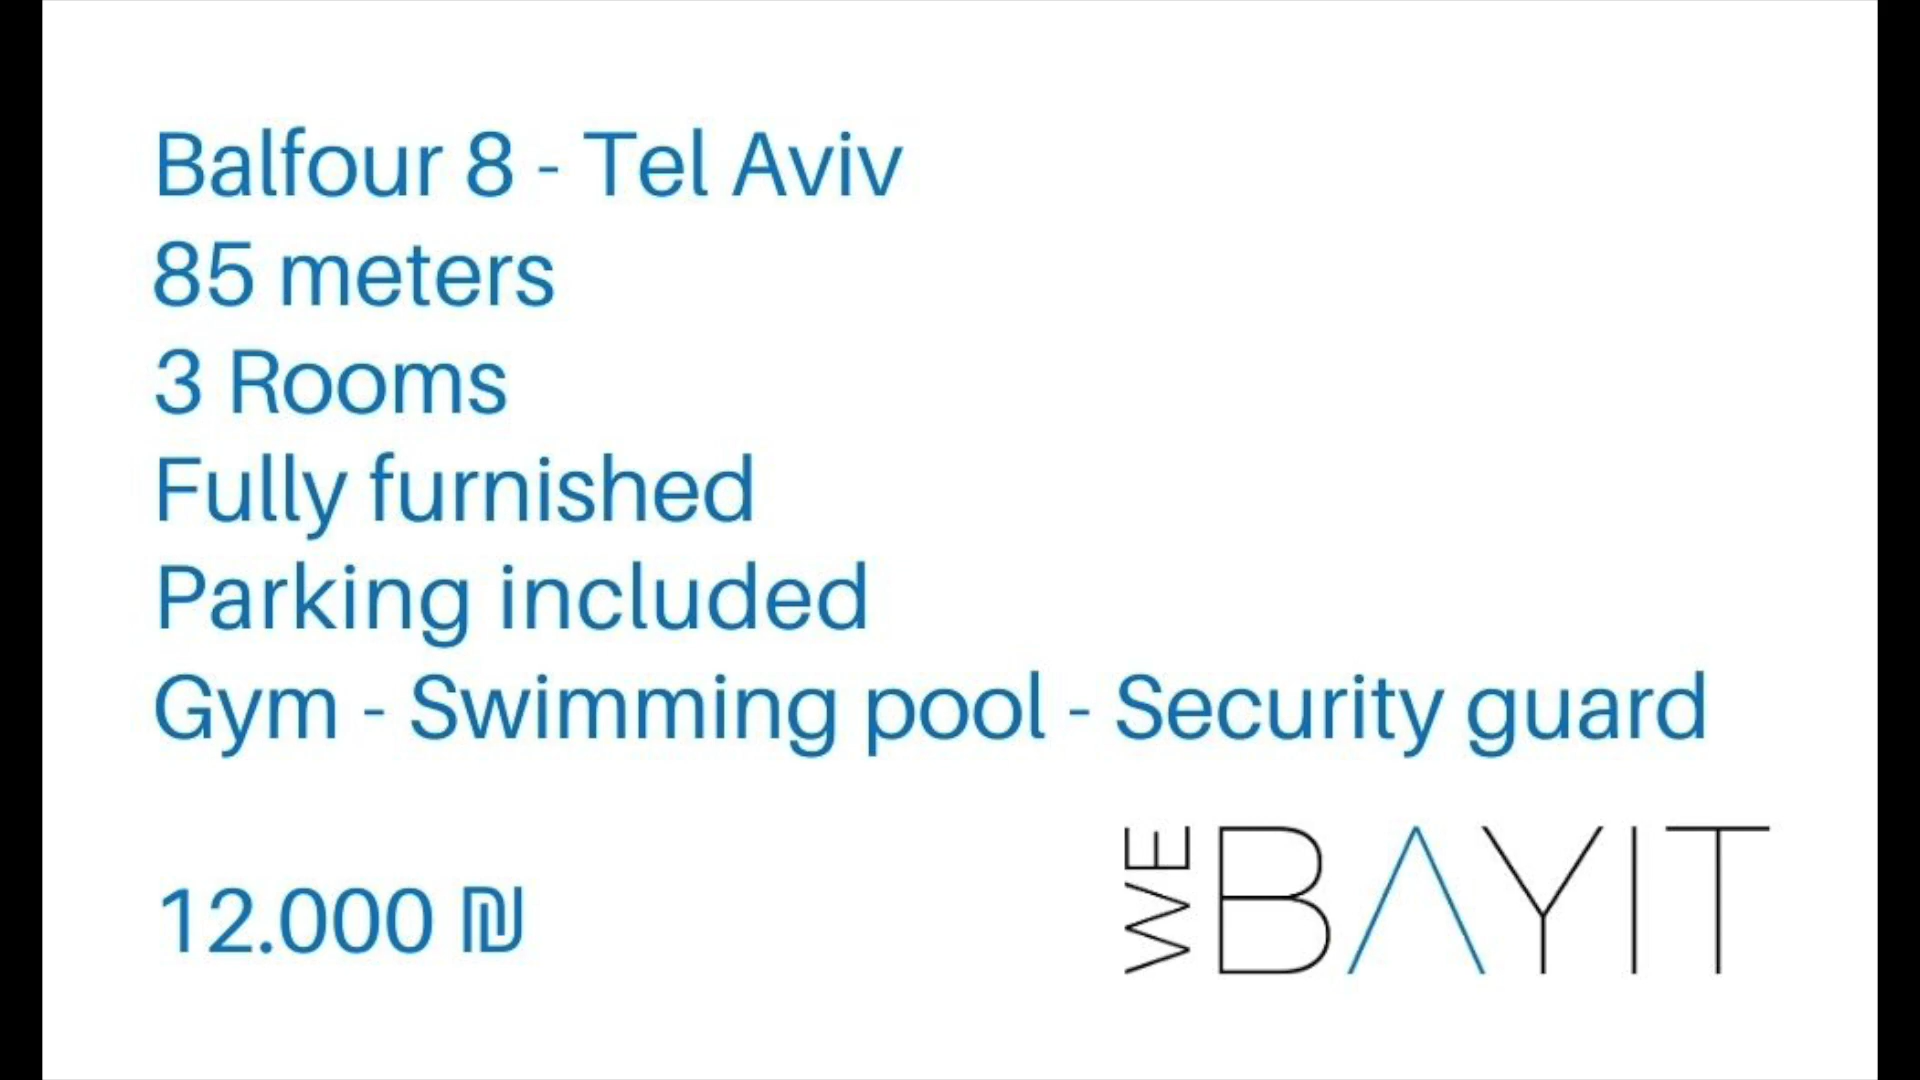 Balfour 8 - Tel Aviv
85 meters
3 Rooms
Fully furnished
Parking included
Gym - Swimming pool - Security guard
12.000 ₪
WE BAYIT